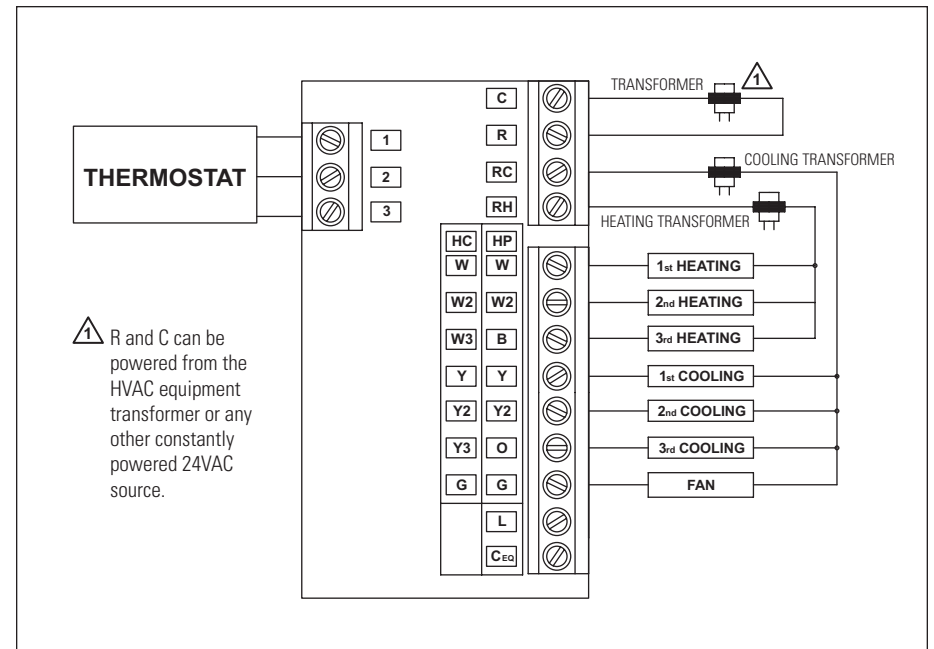 TRANSFORMER
1
C
R
RC
RH
COOLING TRANSFORMER
HEATING TRANSFORMER
THERMOSTAT
1
2
3
HC HP
W W
W2 W2
W3 B
Y Y
Y2 Y2
Y3 O
G G
L
CEQ
1st HEATING
2nd HEATING
3rd HEATING
1st COOLING
2nd COOLING
3rd COOLING
FAN
1 R and C can be
powered from the
HVAC equipment
transformer or any
other constantly
powered 24VAC
source.